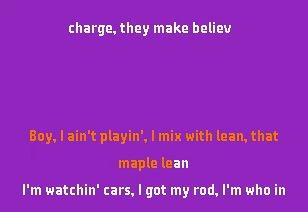 charge, they make believ
Boy, I ain't playin', I mix with lean, that
maple lean
I'm watchin' cars, I got my rod, I'm who in